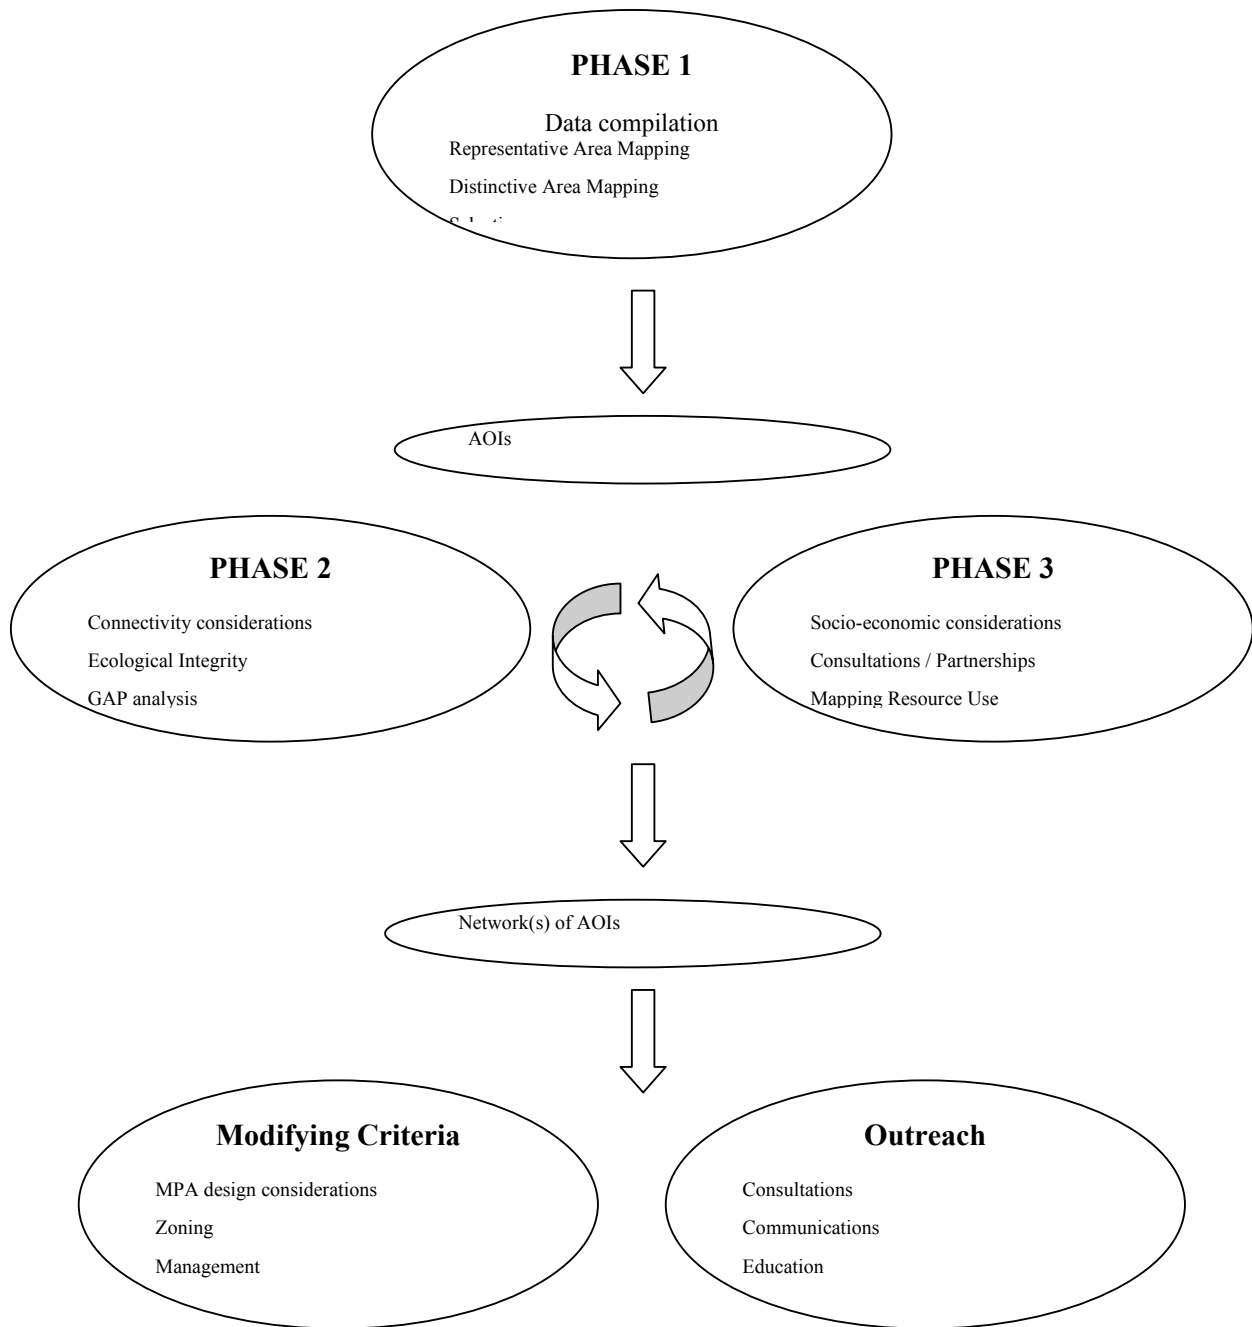 PHASE 1
Data compilation
Representative Area Mapping
Distinctive Area Mapping
AOIs
PHASE 2
Connectivity considerations
Ecological Integrity
GAP analysis
PHASE 3
Socio-economic considerations
Consultations / Partnerships
Mapping Resource Use
Network(s) of AOIs
Modifying Criteria
MPA design considerations
Zoning
Management
Outreach
Consultations
Communications
Education